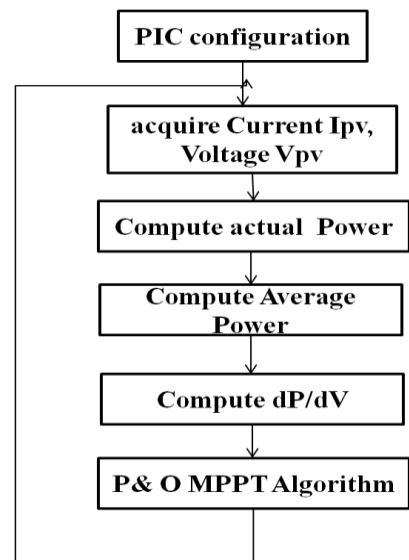 PIC configuration
acquire Current Ipv,
Voltage Vpv
Compute actual Power
Compute Average
Power
Compute dP/dV
P& O MPPT Algorithm